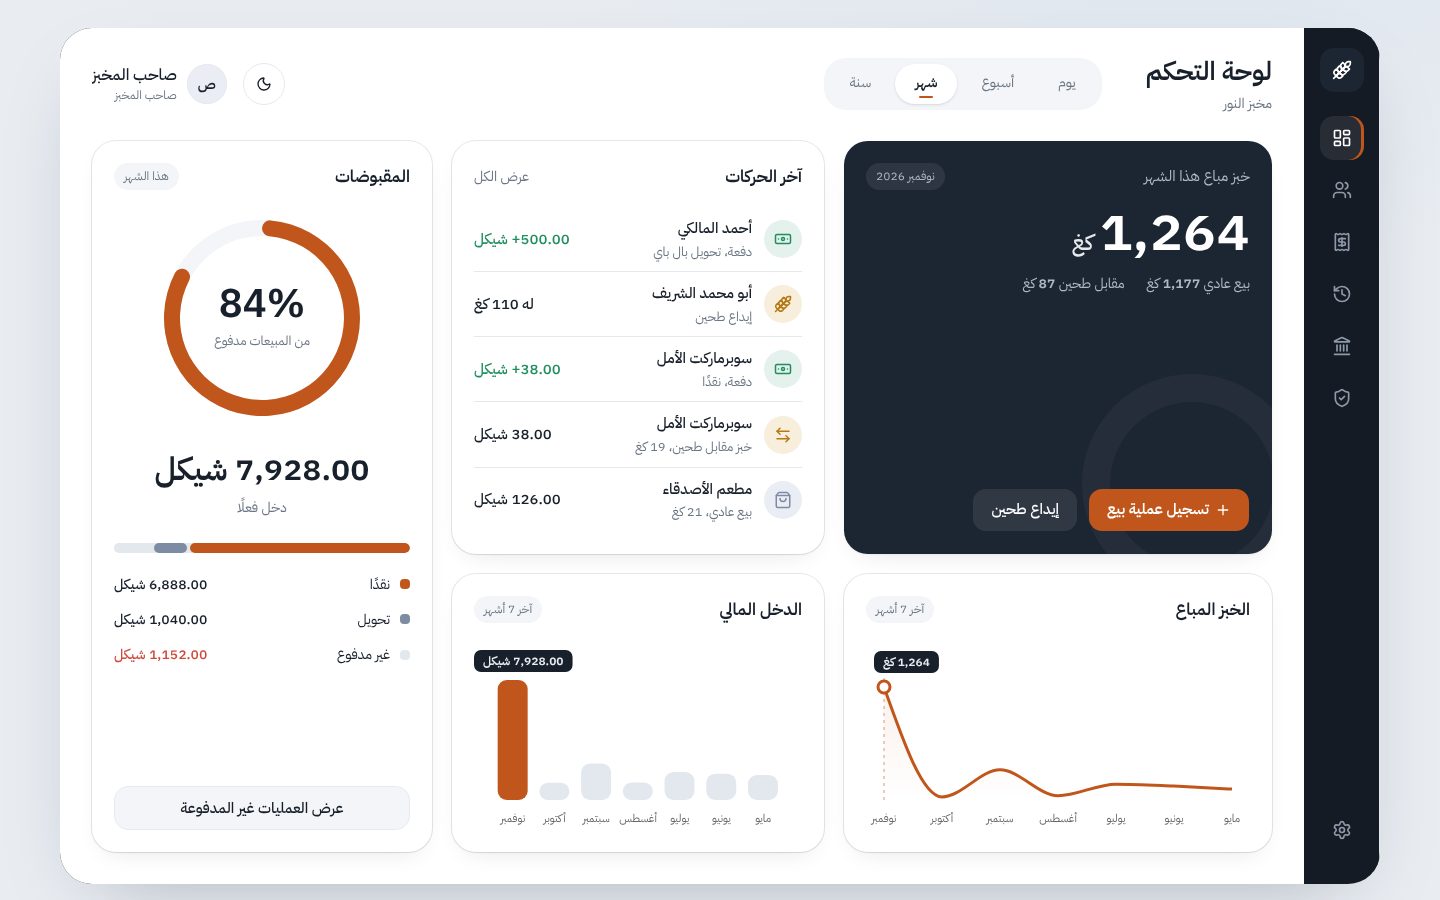 لوحة التحكم
مخبز النور
يوم
أسبوع
شهر
سنة
صاحب المخبز
صاحب المخبز
ص
خبز مباع هذا الشهر
نوفمبر 2026
1,264 كغ
بيع عادي 1,177 كغ
مقابل طحين 87 كغ
+ تسجيل عملية بيع
إيداع طحين
آخر الحركات
عرض الكل
أحمد المالكي
دفعة، تحويل بال باي
+500.00 شيكل
أبو محمد الشريف
إيداع طحين
له 110 كغ
سوبرماركت الأمل
دفعة، نقدًا
+38.00 شيكل
سوبرماركت الأمل
خبز مقابل طحين، 19 كغ
38.00 شيكل
مطعم الأصدقاء
بيع عادي، 21 كغ
126.00 شيكل
المقبوضات
هذا الشهر
84%
من المبيعات مدفوع
7,928.00 شيكل
دخل فعلًا
نقدًا
6,888.00 شيكل
تحويل
1,040.00 شيكل
غير مدفوع
1,152.00 شيكل
عرض العمليات غير المدفوعة
الخبز المباع
آخر 7 أشهر
1,264 كغ
مايو
يونيو
يوليو
أغسطس
سبتمبر
أكتوبر
نوفمبر
الدخل المالي
آخر 7 أشهر
7,928.00 شيكل
مايو
يونيو
يوليو
أغسطس
سبتمبر
أكتوبر
نوفمبر